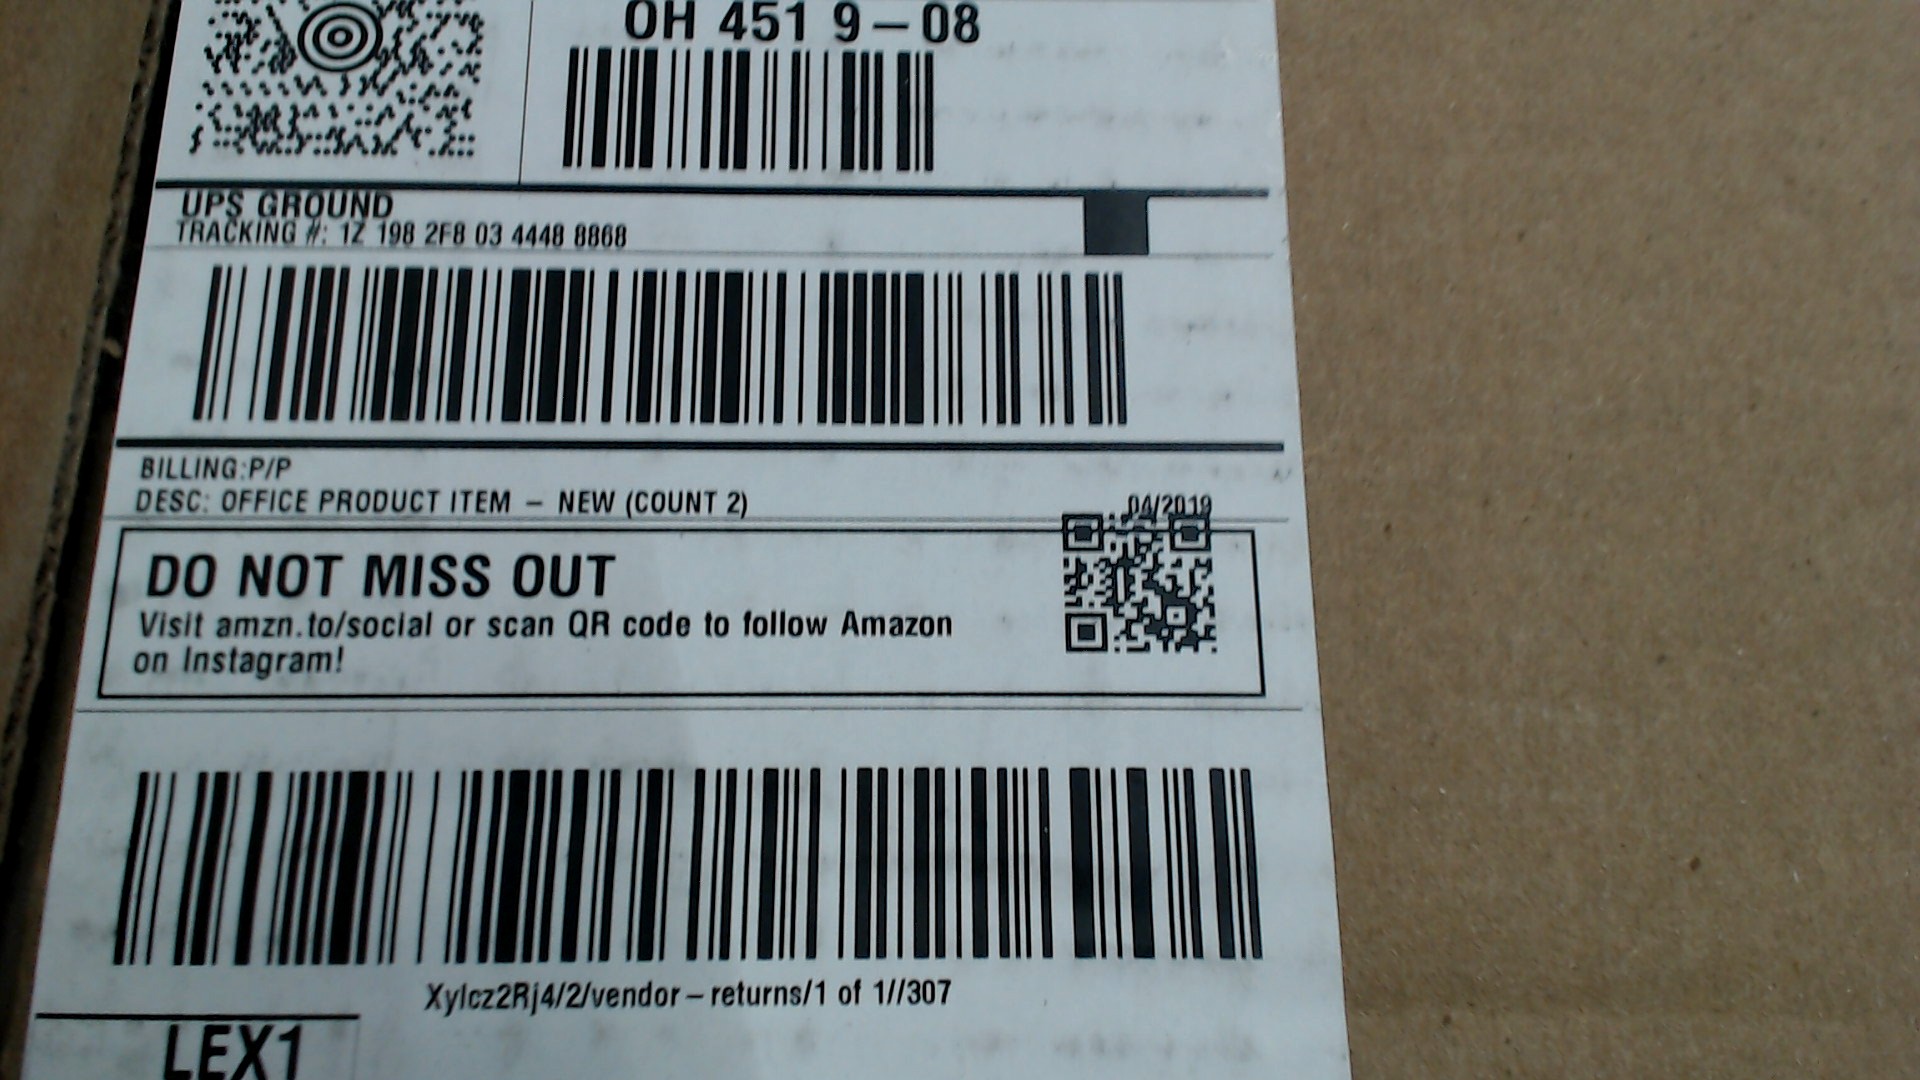 OH 451 9-08
UPS GROUND
TRACKING #: 1Z 198 2F8 03 4448 8868
BILLING:P/P
DESC: OFFICE PRODUCT ITEM - NEW (COUNT 2)
04/2019
DO NOT MISS OUT
Visit amzn.to/social or scan QR code to follow Amazon
on Instagram!
Xylcz2Rj4/2/vendor-returns/1 of 1//307
LEX1